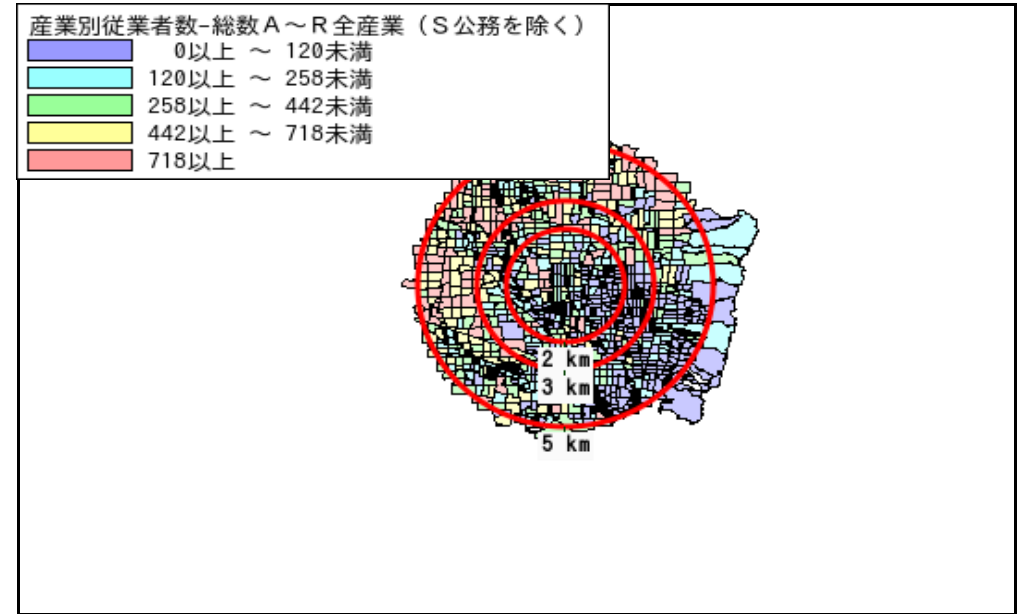 産業別従業者数-総数A～R全産業（S公務を除く）
0以上 ～ 120未満
120以上 ～ 258未満
258以上 ～ 442未満
442以上 ～ 718未満
718以上
2 km
3 km
5 km